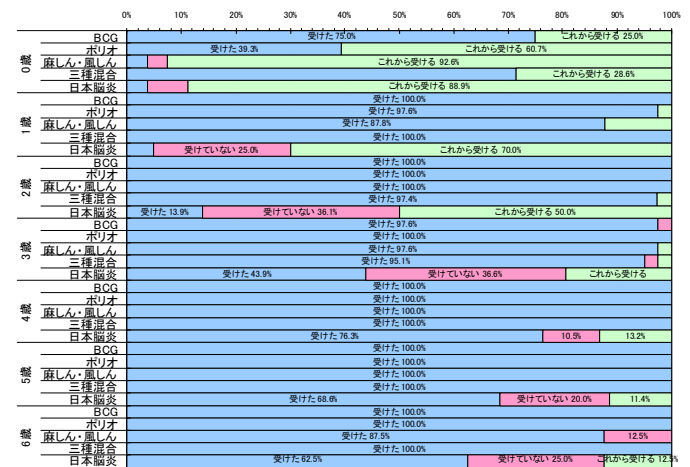 0% 10% 20% 30% 40% 50% 60% 70% 80% 90% 100%
0歳
BCG 受けた 75.0% これから受ける 25.0%
ポリオ 受けた 39.3% これから受ける 60.7%
麻しん・風しん これから受ける 92.6%
三種混合 これから受ける 28.6%
日本脳炎 これから受ける 88.9%
1歳
BCG 受けた 100.0%
ポリオ 受けた 97.6%
麻しん・風しん 受けた 87.8%
三種混合 受けた 100.0%
日本脳炎 受けていない 25.0% これから受ける 70.0%
2歳
BCG 受けた 100.0%
ポリオ 受けた 100.0%
麻しん・風しん 受けた 100.0%
三種混合 受けた 97.4%
日本脳炎 受けた 13.9% 受けていない 36.1% これから受ける 50.0%
3歳
BCG 受けた 97.6%
ポリオ 受けた 100.0%
麻しん・風しん 受けた 97.6%
三種混合 受けた 95.1%
日本脳炎 受けた 43.9% 受けていない 36.6% これから受ける
4歳
BCG 受けた 100.0%
ポリオ 受けた 100.0%
麻しん・風しん 受けた 100.0%
三種混合 受けた 100.0%
日本脳炎 受けた 76.3% 10.5% 13.2%
5歳
BCG 受けた 100.0%
ポリオ 受けた 100.0%
麻しん・風しん 受けた 100.0%
三種混合 受けた 100.0%
日本脳炎 受けた 68.6% 受けていない 20.0% 11.4%
6歳
BCG 受けた 100.0%
ポリオ 受けた 100.0%
麻しん・風しん 受けた 87.5% 12.5%
三種混合 受けた 100.0%
日本脳炎 受けた 62.5% 受けていない 25.0% これから受ける 12.5%